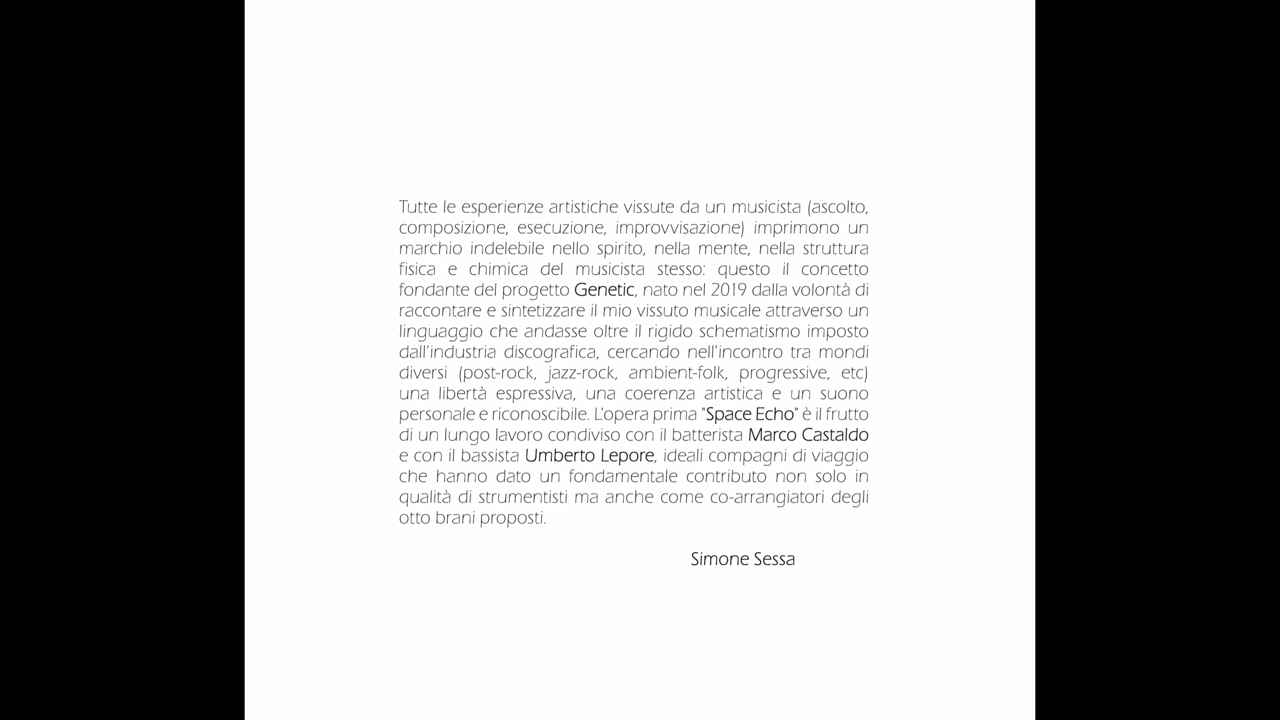 Tutte le esperienze artistiche vissute da un musicista (ascolto,
composizione, esecuzione, improvvisazione) imprimono un
marchio indelebile nello spirito, nella mente, nella struttura
fisica e chimica del musicista stesso: questo il concetto
fondante del progetto Genetic, nato nel 2019 dalla volontà di
raccontare e sintetizzare il mio vissuto musicale attraverso un
linguaggio che andasse oltre il rigido schematismo imposto
dall'industria discografica, cercando nell'incontro tra mondi
diversi (post-rock, jazz-rock, ambient-folk, progressive, etc)
una libertà espressiva, una coerenza artistica e un suono
personale e riconoscibile. L'opera prima "Space Echo" è il frutto
di un lungo lavoro condiviso con il batterista Marco Castaldo
e con il bassista Umberto Lepore, ideali compagni di viaggio
che hanno dato un fondamentale contributo non solo in
qualità di strumentisti ma anche come co-arrangiatori degli
otto brani proposti.
Simone Sessa